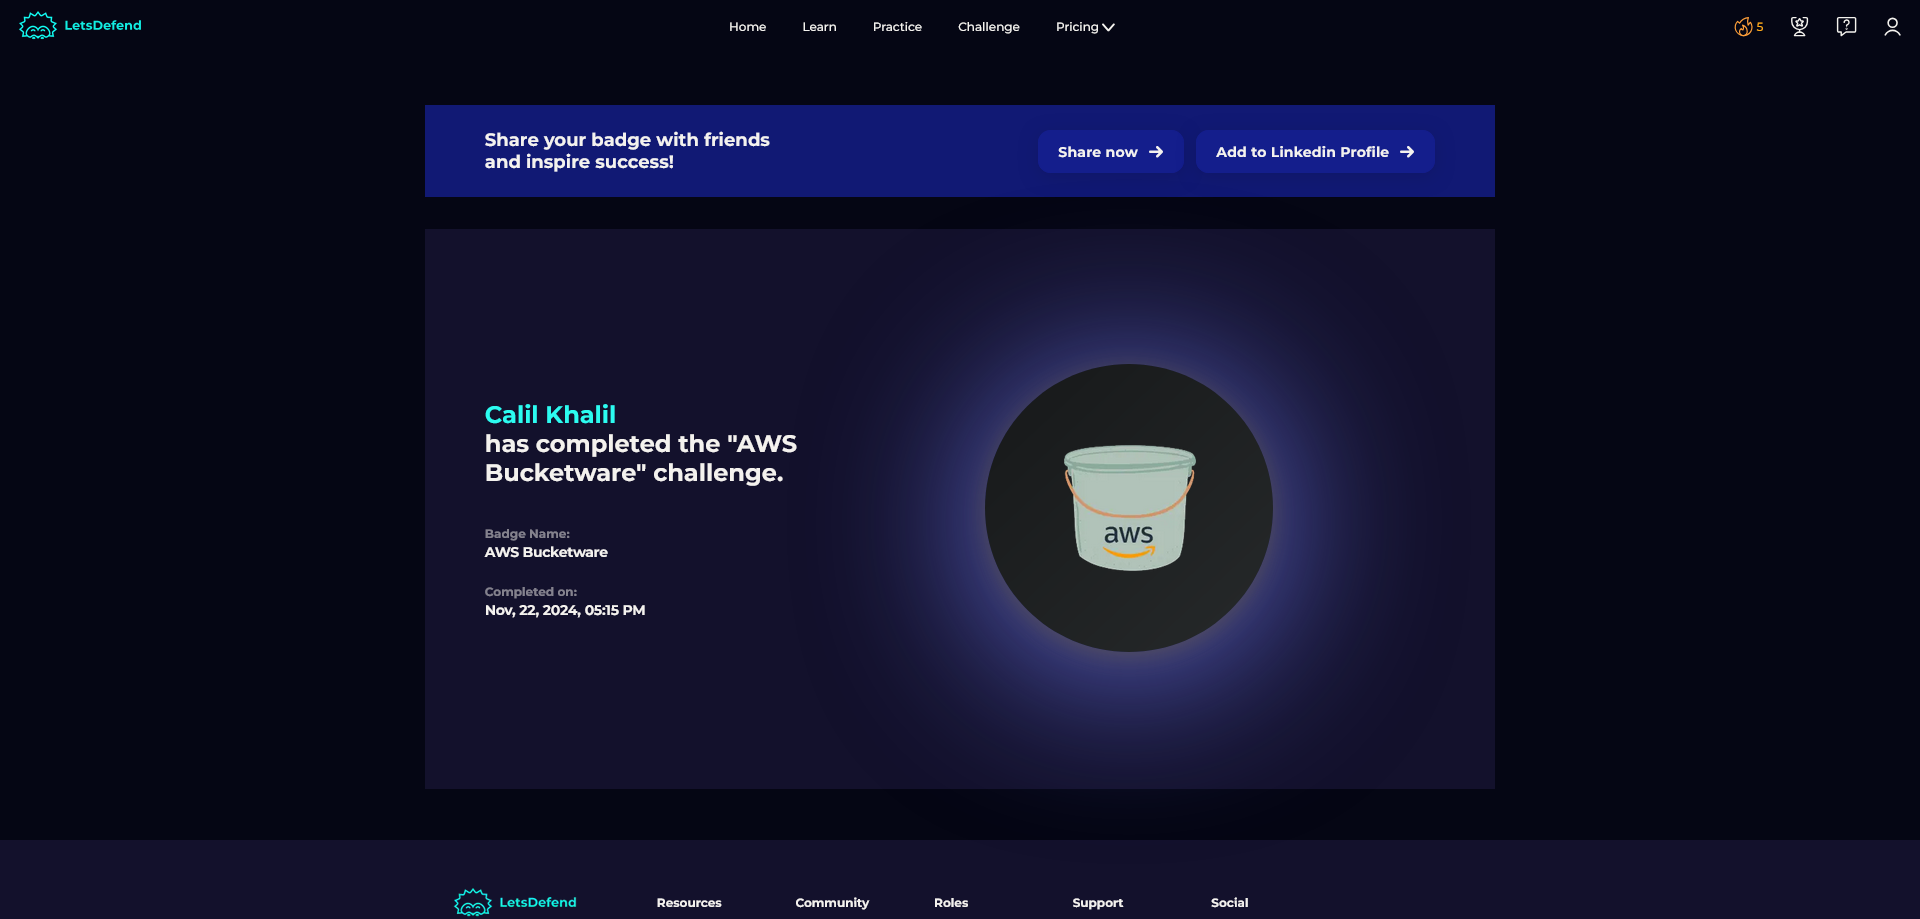 LetsDefend
Home
Learn
Practice
Challenge
Pricing
5
Share your badge with friends
and inspire success!
Share now
Add to Linkedin Profile
Calil Khalil
has completed the "AWS
Bucketware" challenge.
Badge Name:
AWS Bucketware
Completed on:
Nov, 22, 2024, 05:15 PM
aws
LetsDefend
Resources
Community
Roles
Support
Social